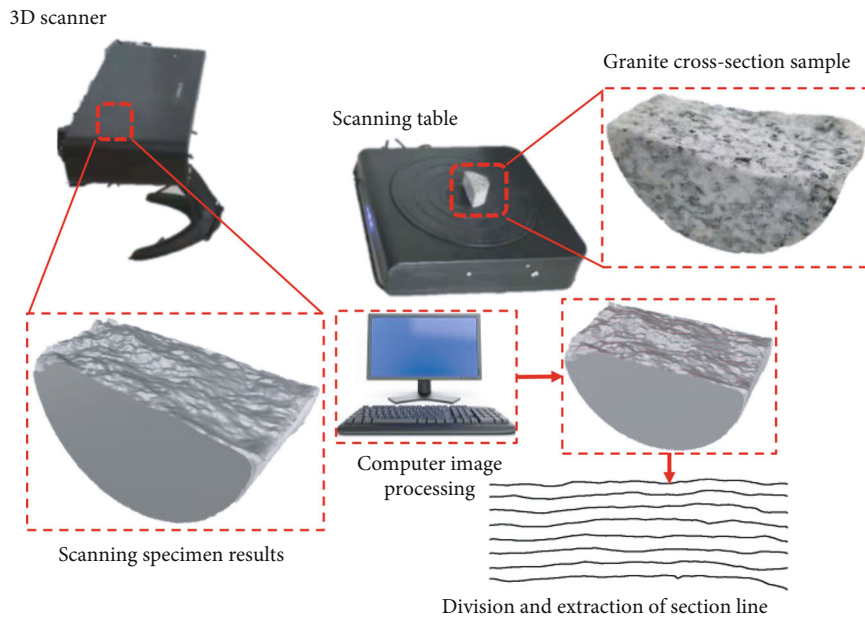 3D scanner
Granite cross-section sample
Scanning table
Computer image
processing
Scanning specimen results
Division and extraction of section line